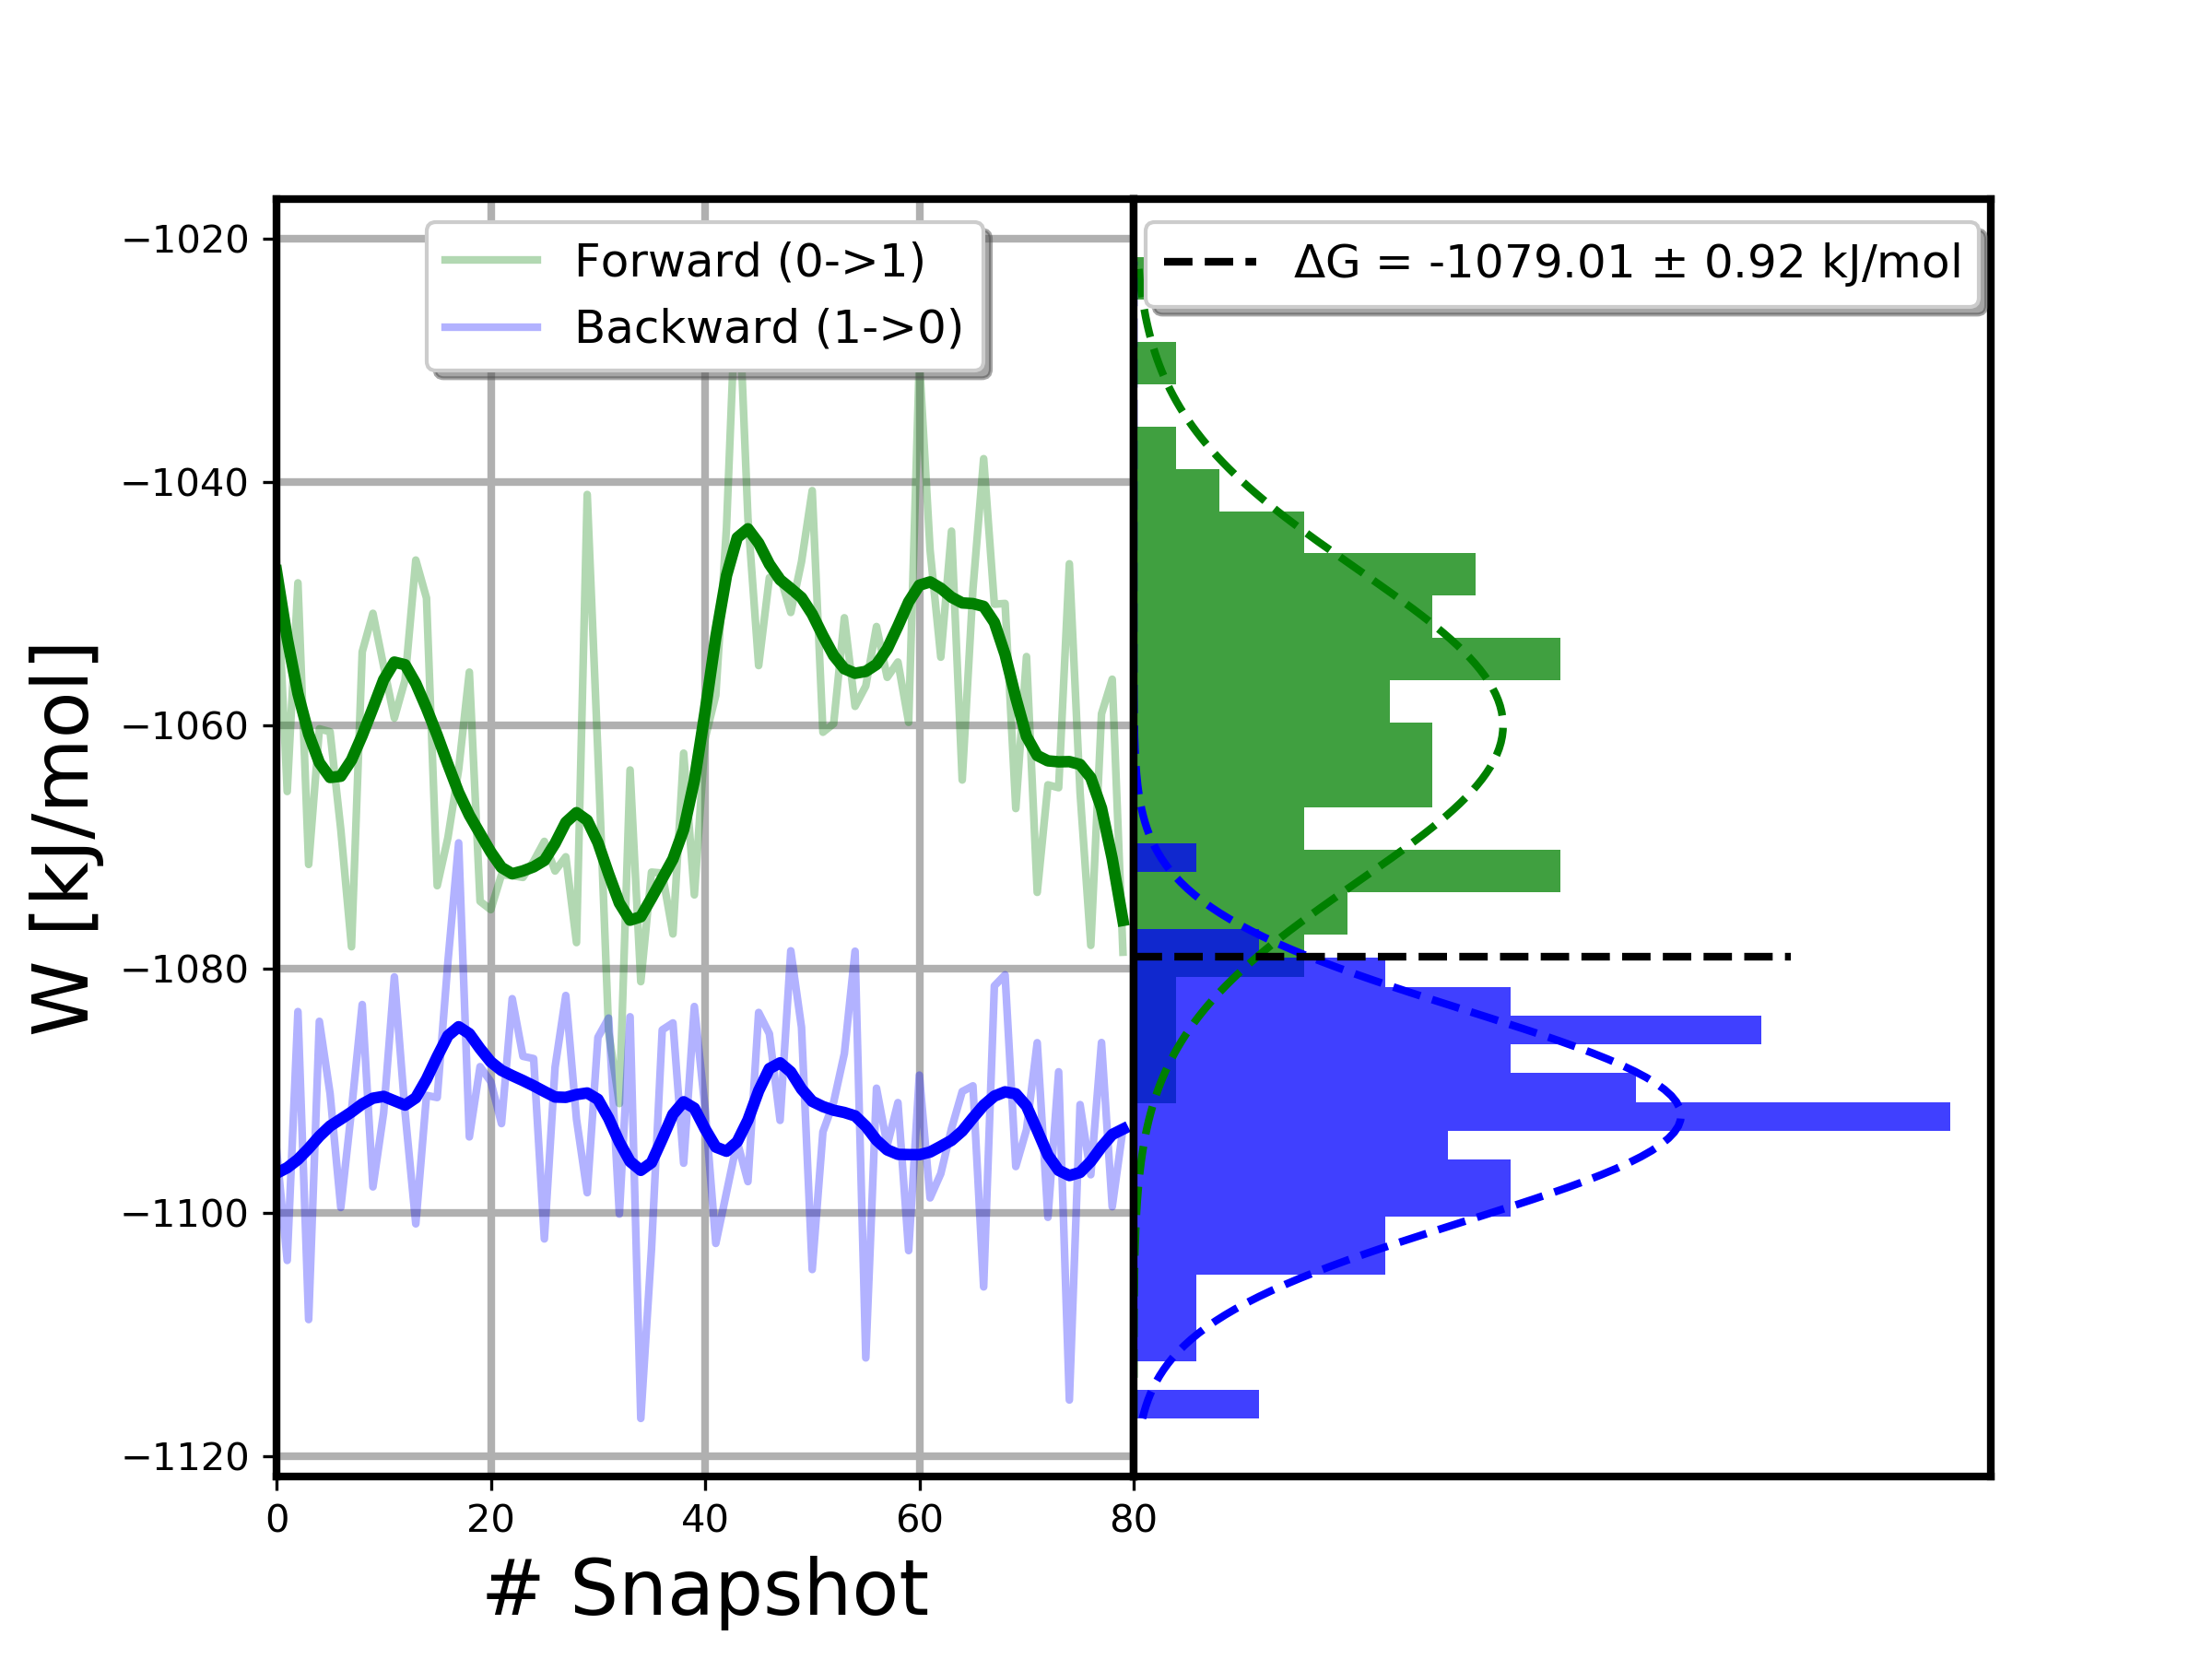 Forward (0->1)
Backward (1->0)
ΔG = -1079.01 ± 0.92 kJ/mol
W [kJ/mol]
−1020
−1040
−1060
−1080
−1100
−1120
0 20 40 60 80
# Snapshot